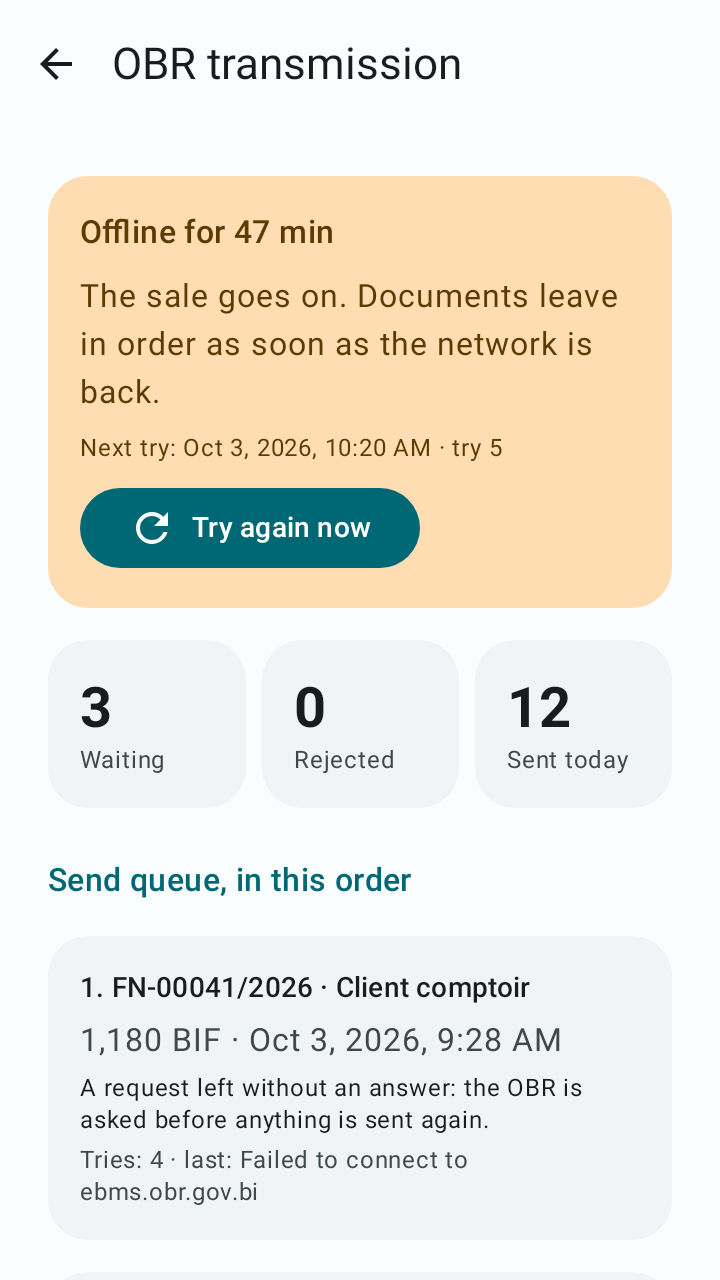 OBR transmission
Offline for 47 min
The sale goes on. Documents leave
in order as soon as the network is
back.
Next try: Oct 3, 2026, 10:20 AM · try 5
Try again now
3
Waiting
0
Rejected
12
Sent today
Send queue, in this order
1. FN-00041/2026 · Client comptoir
1,180 BIF · Oct 3, 2026, 9:28 AM
A request left without an answer: the OBR is
asked before anything is sent again.
Tries: 4 · last: Failed to connect to
ebms.obr.gov.bi